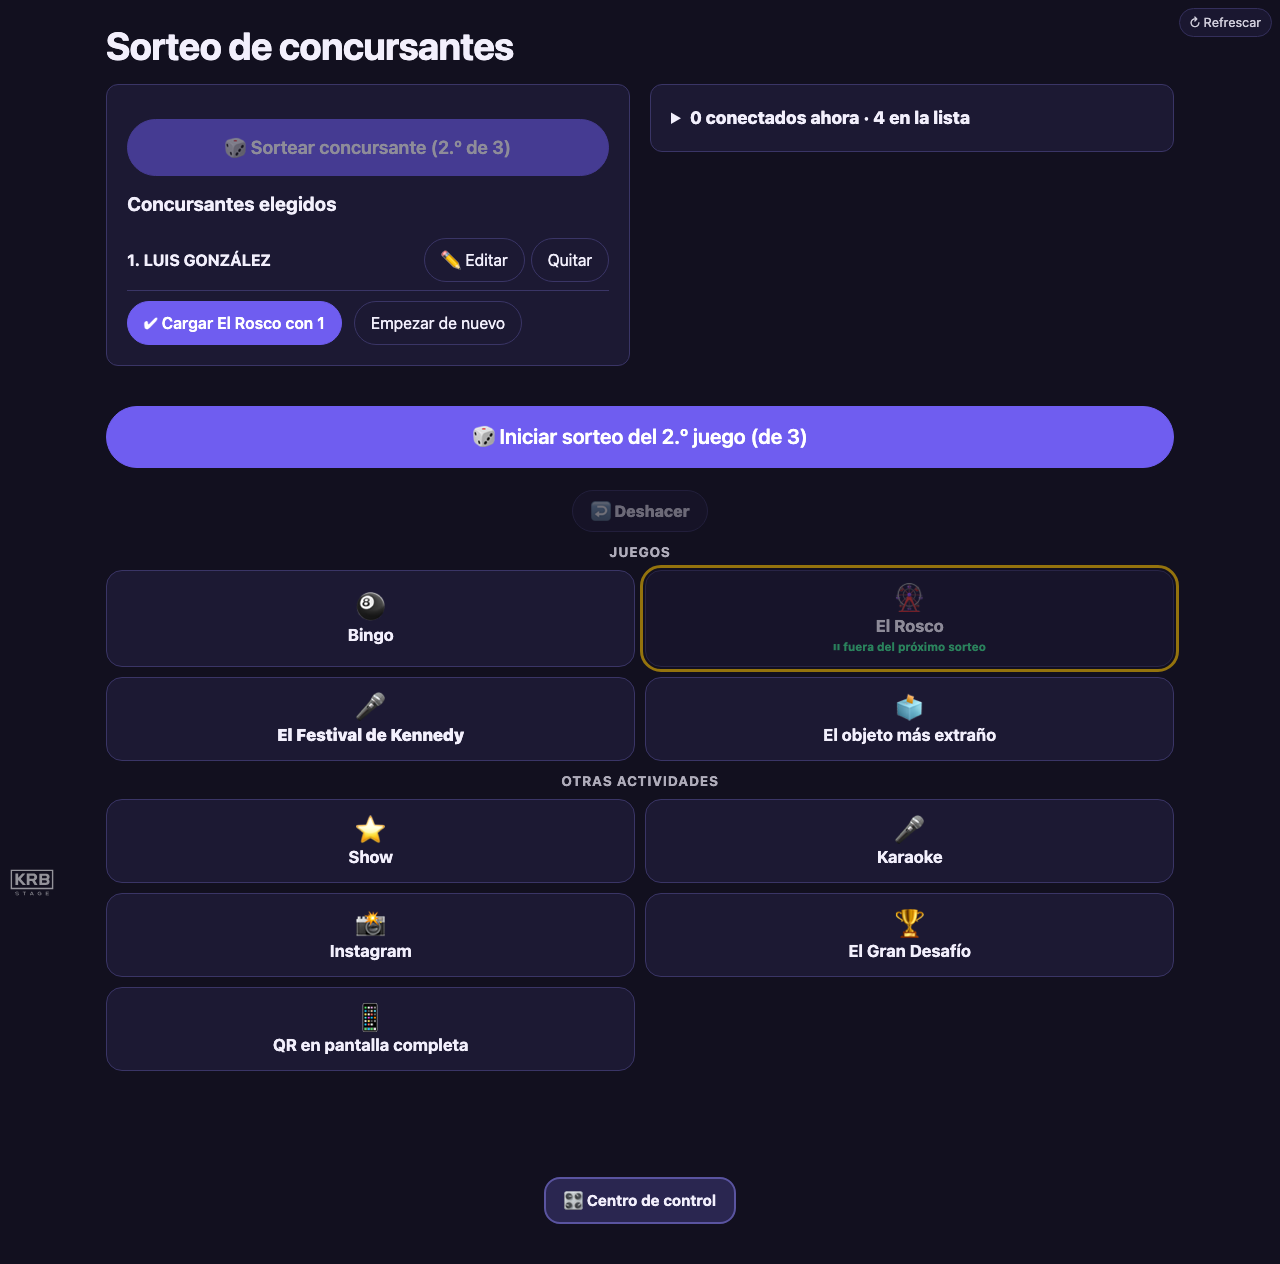 ↻ Refrescar
Sorteo de concursantes
🎲 Sortear concursante (2.º de 3)
Concursantes elegidos
1. LUIS GONZÁLEZ
✏️ Editar
Quitar
✔ Cargar El Rosco con 1
Empezar de nuevo
▶ 0 conectados ahora · 4 en la lista
🎲 Iniciar sorteo del 2.º juego (de 3)
↩️ Deshacer
JUEGOS
Bingo
El Rosco
⏸ fuera del próximo sorteo
El Festival de Kennedy
El objeto más extraño
OTRAS ACTIVIDADES
Show
Karaoke
Instagram
El Gran Desafío
QR en pantalla completa
KRB
STAGE
🎛️ Centro de control